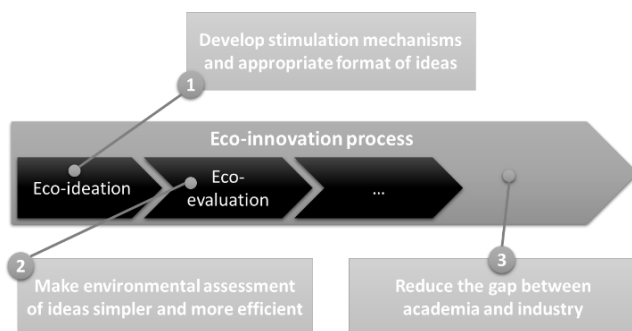 Develop stimulation mechanisms
and appropriate format of ideas
1
Eco-innovation process
Eco-ideation
Eco-
evaluation
...
2
Make environmental assessment
of ideas simpler and more efficient
3
Reduce the gap between
academia and industry